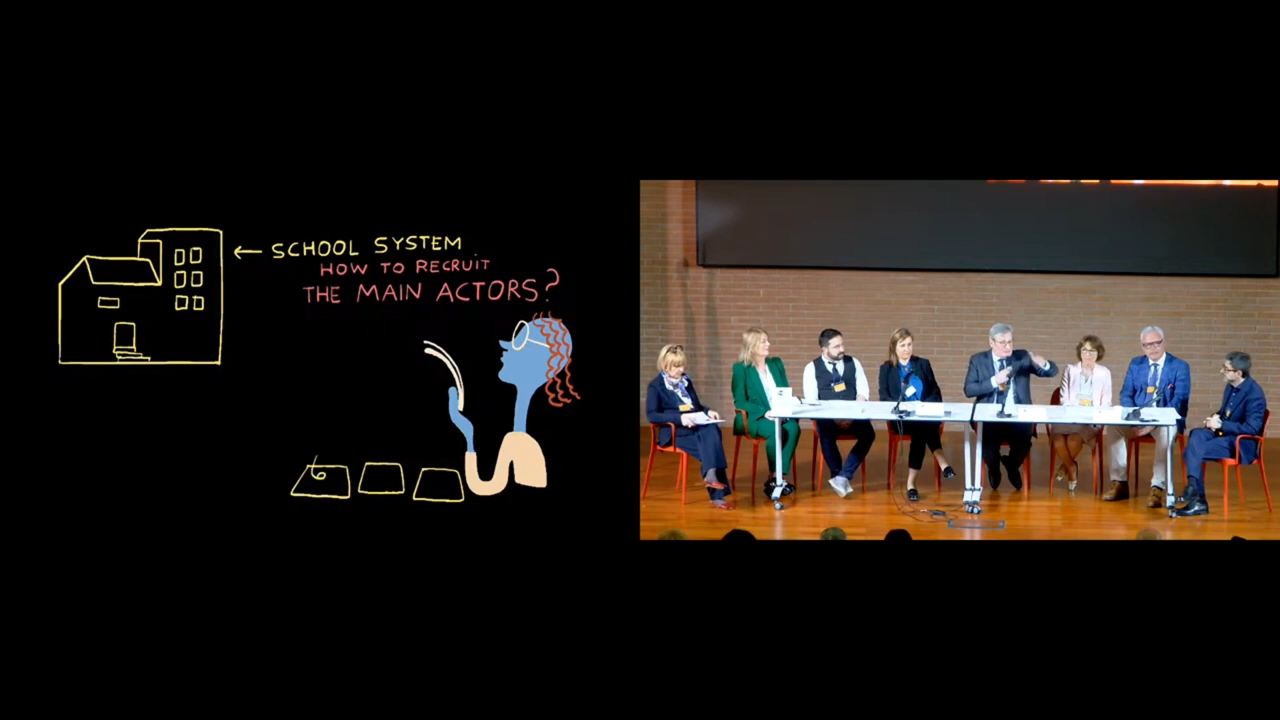 ← SCHOOL SYSTEM
HOW TO RECRUIT
THE MAIN ACTORS?